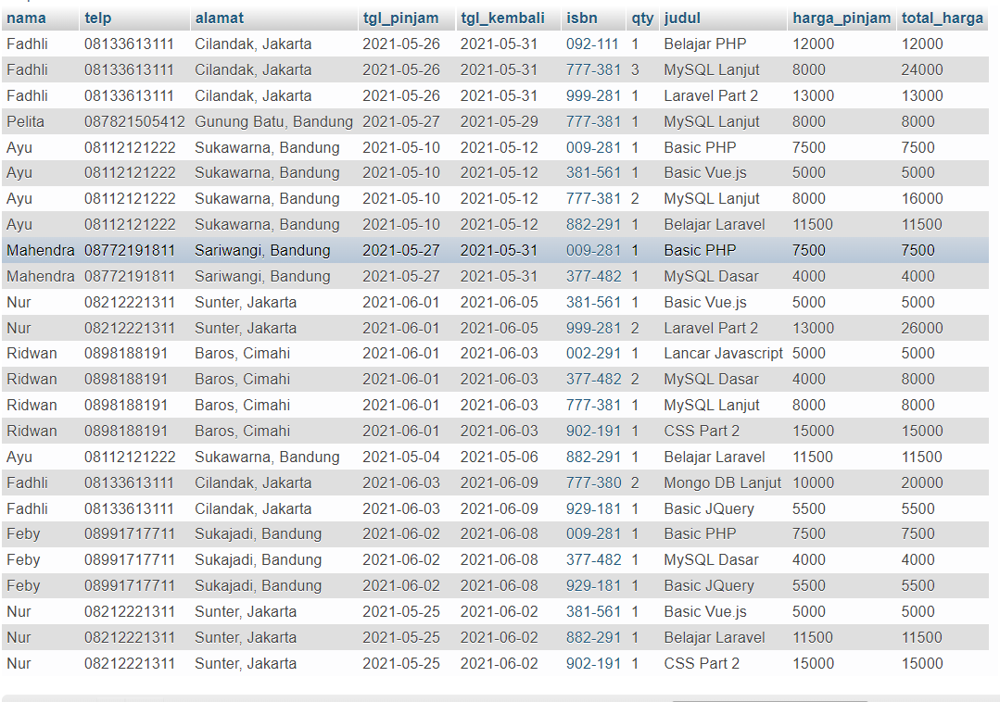 nama telp alamat tgl_pinjam tgl_kembali isbn qty judul harga_pinjam total_harga
Fadhli 08133613111 Cilandak, Jakarta 2021-05-26 2021-05-31 092-111 1 Belajar PHP 12000 12000
Fadhli 08133613111 Cilandak, Jakarta 2021-05-26 2021-05-31 777-381 3 MySQL Lanjut 8000 24000
Fadhli 08133613111 Cilandak, Jakarta 2021-05-26 2021-05-31 999-281 1 Laravel Part 2 13000 13000
Pelita 087821505412 Gunung Batu, Bandung 2021-05-27 2021-05-29 777-381 1 MySQL Lanjut 8000 8000
Ayu 08112121222 Sukawarna, Bandung 2021-05-10 2021-05-12 009-281 1 Basic PHP 7500 7500
Ayu 08112121222 Sukawarna, Bandung 2021-05-10 2021-05-12 381-561 1 Basic Vue.js 5000 5000
Ayu 08112121222 Sukawarna, Bandung 2021-05-10 2021-05-12 777-381 2 MySQL Lanjut 8000 16000
Ayu 08112121222 Sukawarna, Bandung 2021-05-10 2021-05-12 882-291 1 Belajar Laravel 11500 11500
Mahendra 08772191811 Sariwangi, Bandung 2021-05-27 2021-05-31 009-281 1 Basic PHP 7500 7500
Mahendra 08772191811 Sariwangi, Bandung 2021-05-27 2021-05-31 377-482 1 MySQL Dasar 4000 4000
Nur 08212221311 Sunter, Jakarta 2021-06-01 2021-06-05 381-561 1 Basic Vue.js 5000 5000
Nur 08212221311 Sunter, Jakarta 2021-06-01 2021-06-05 999-281 2 Laravel Part 2 13000 26000
Ridwan 0898188191 Baros, Cimahi 2021-06-01 2021-06-03 002-291 1 Lancar Javascript 5000 5000
Ridwan 0898188191 Baros, Cimahi 2021-06-01 2021-06-03 377-482 2 MySQL Dasar 4000 8000
Ridwan 0898188191 Baros, Cimahi 2021-06-01 2021-06-03 777-381 1 MySQL Lanjut 8000 8000
Ridwan 0898188191 Baros, Cimahi 2021-06-01 2021-06-03 902-191 1 CSS Part 2 15000 15000
Ayu 08112121222 Sukawarna, Bandung 2021-05-04 2021-05-06 882-291 1 Belajar Laravel 11500 11500
Fadhli 08133613111 Cilandak, Jakarta 2021-06-03 2021-06-09 777-380 2 Mongo DB Lanjut 10000 20000
Fadhli 08133613111 Cilandak, Jakarta 2021-06-03 2021-06-09 929-181 1 Basic JQuery 5500 5500
Feby 08991717711 Sukajadi, Bandung 2021-06-02 2021-06-08 009-281 1 Basic PHP 7500 7500
Feby 08991717711 Sukajadi, Bandung 2021-06-02 2021-06-08 377-482 1 MySQL Dasar 4000 4000
Feby 08991717711 Sukajadi, Bandung 2021-06-02 2021-06-08 929-181 1 Basic JQuery 5500 5500
Nur 08212221311 Sunter, Jakarta 2021-05-25 2021-06-02 381-561 1 Basic Vue.js 5000 5000
Nur 08212221311 Sunter, Jakarta 2021-05-25 2021-06-02 882-291 1 Belajar Laravel 11500 11500
Nur 08212221311 Sunter, Jakarta 2021-05-25 2021-06-02 902-191 1 CSS Part 2 15000 15000